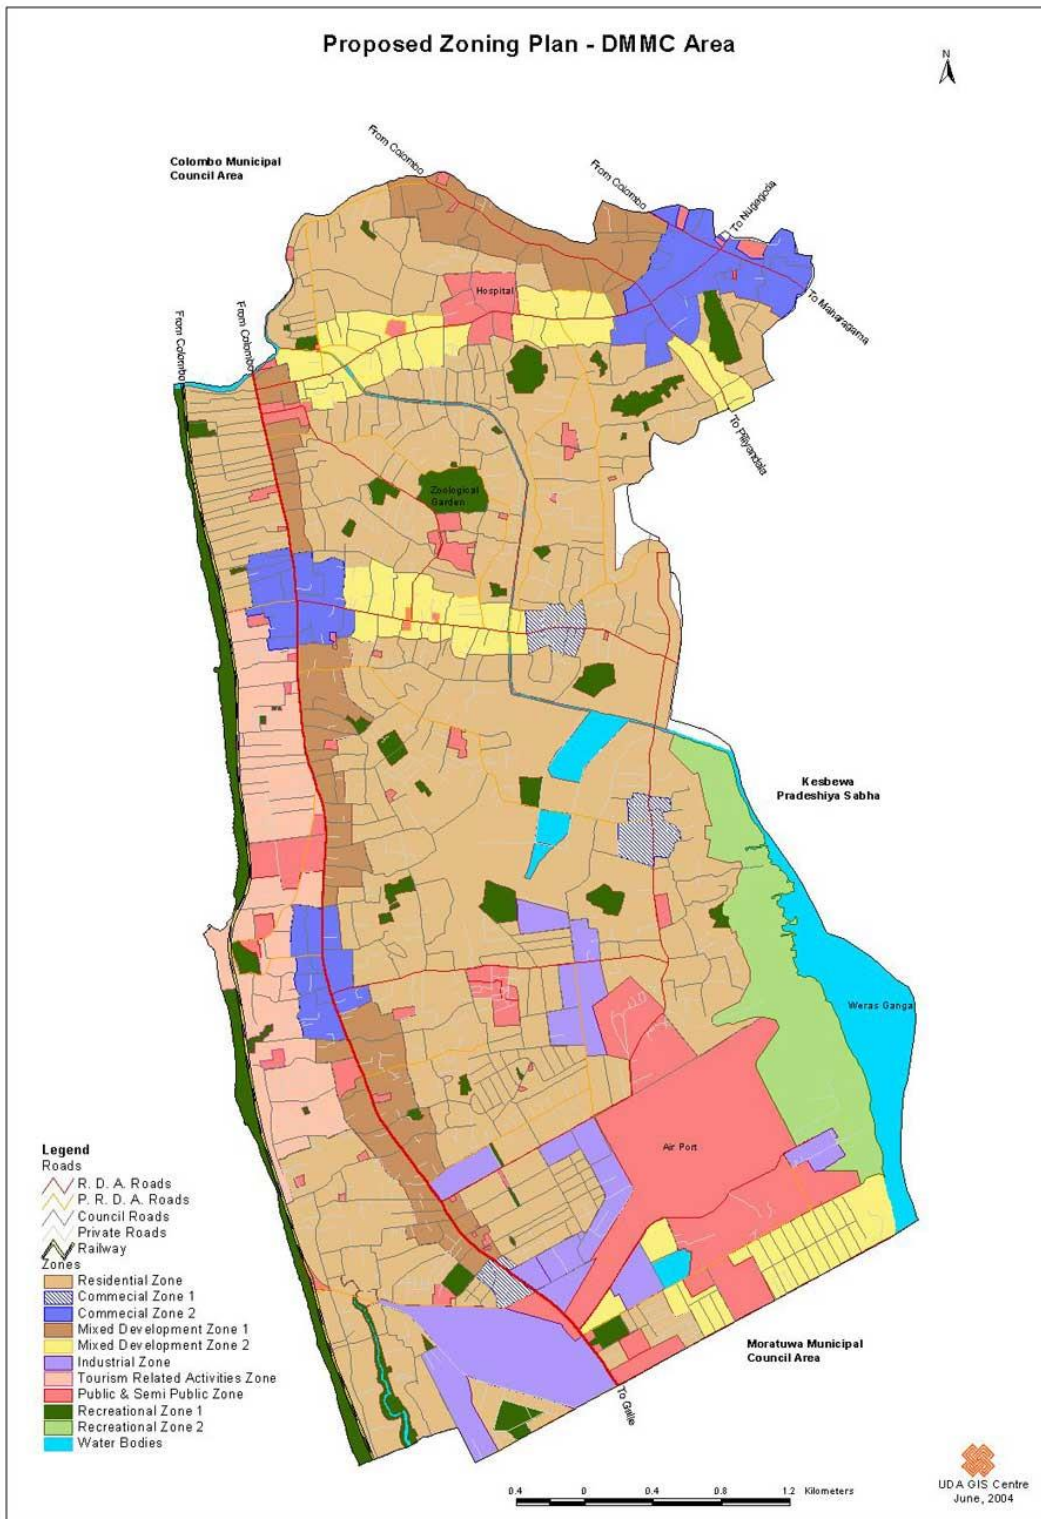 Proposed Zoning Plan - DMMC Area
N
Colombo Municipal
Council Area
From Colombo
From Colombo
To Nugagoda
To Maharagama
Hospital
From Colombo
From Colombo
To Piliyandala
Zoological
Garden
Kesbewa
Pradeshiya Sabha
Weras Ganga
Air Port
Moratuwa Municipal
Council Area
To Galle
Legend
Roads
R. D. A. Roads
P. R. D. A. Roads
Council Roads
Private Roads
Railway
Zones
Residential Zone
Commecial Zone 1
Commecial Zone 2
Mixed Development Zone 1
Mixed Development Zone 2
Industrial Zone
Tourism Related Activities Zone
Public & Semi Public Zone
Recreational Zone 1
Recreational Zone 2
Water Bodies
0.4 0 0.4 0.8 1.2 Kilometers
UDA GIS Centre
June, 2004